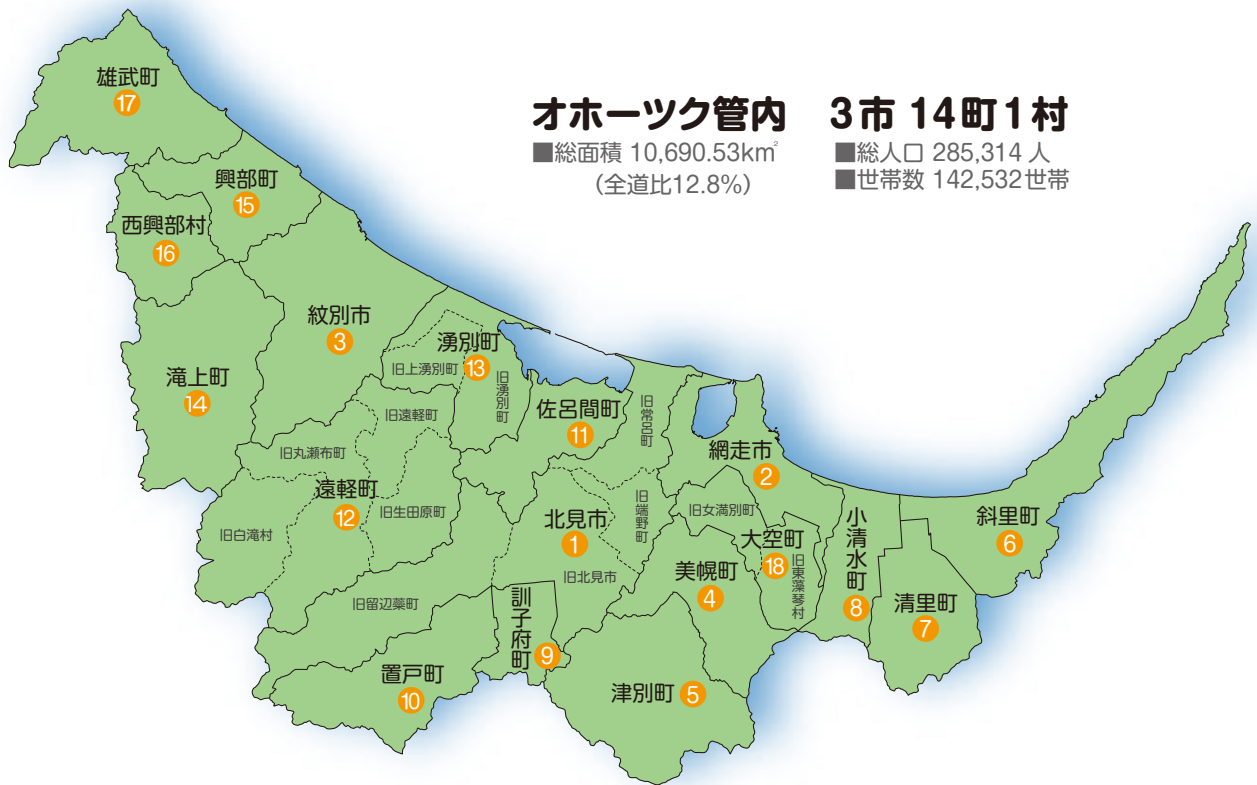 オホーツク管内 3市 14町1村
■総面積 10,690.53km²
(全道比12.8%)
■総人口 285,314 人
■世帯数 142,532世帯
雄武町
17
興部町
15
西興部村
16
紋別市
3
湧別町
13
旧上湧別町
旧湧別町
滝上町
14
旧遠軽町
佐呂間町
11
旧常呂町
旧丸瀬布町
網走市
2
遠軽町
12
旧生田原町
旧白滝村
北見市
1
旧端野町
旧女満別町
大空町
18
旧東藻琴村
小清水町
8
斜里町
6
美幌町
4
旧北見市
清里町
7
旧留辺蘂町
訓子府町
9
置戸町
10
津別町
5